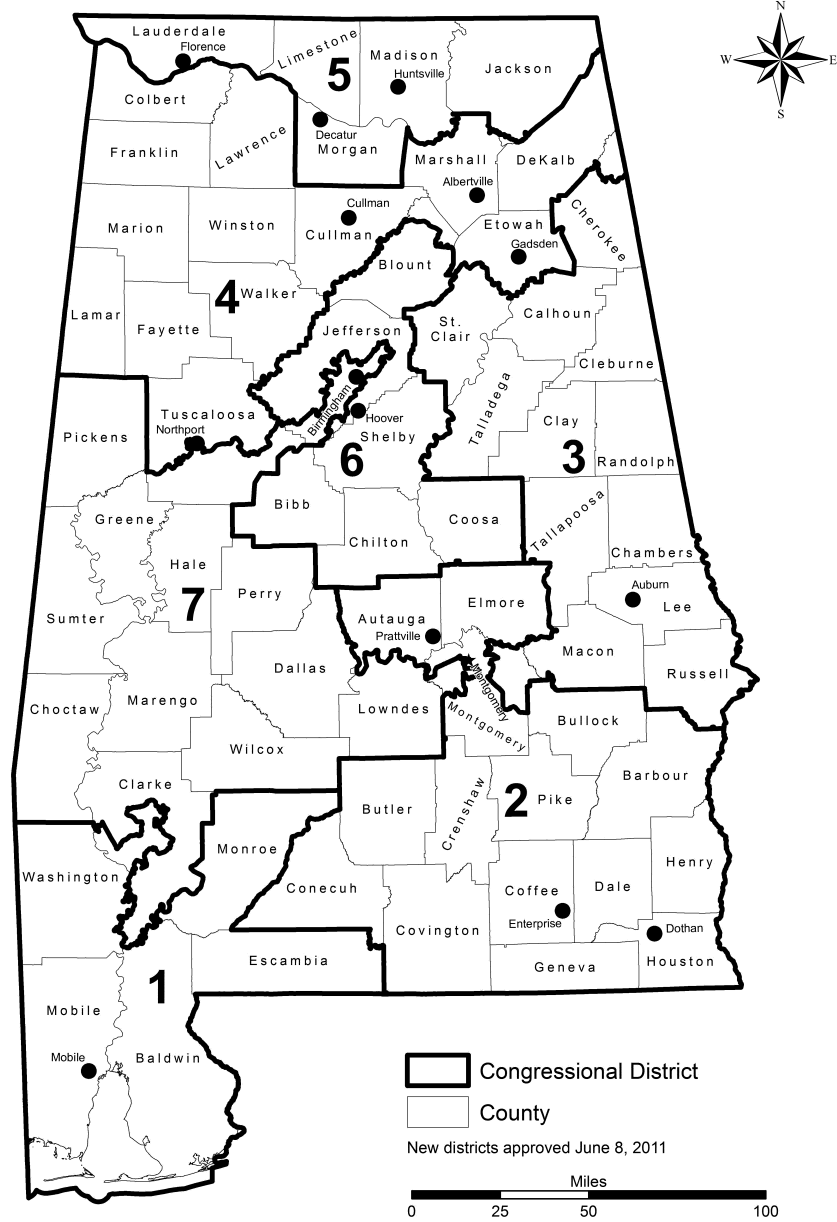 N
W
E
S
Lauderdale
Florence
Limestone
Madison
Huntsville
Jackson
5
Colbert
Decatur
Morgan
Franklin
Lawrence
Marshall
DeKalb
Albertville
Cullman
Cullman
Marion
Winston
Etowah
Gadsden
Cherokee
Blount
4
Walker
Lamar
Fayette
Jefferson
St.
Clair
Calhoun
Cleburne
Birmingham
Hoover
Tuscaloosa
Northport
Talladega
Pickens
Shelby
6
Clay
3
Randolph
Greene
Bibb
Coosa
Tallapoosa
Chilton
Chambers
Hale
7
Perry
Autauga
Prattville
Elmore
Auburn
Lee
Sumter
Macon
Dallas
Montgomery
Russell
Choctaw
Marengo
Lowndes
Montgomery
Bullock
Wilcox
Clarke
Butler
Crenshaw
2
Pike
Barbour
Monroe
Washington
Conecuh
Coffee
Enterprise
Dale
Henry
Covington
Dothan
Escambia
Geneva
Houston
1
Mobile
Mobile
Baldwin
Congressional District
County
New districts approved June 8, 2011
Miles
0 25 50 100